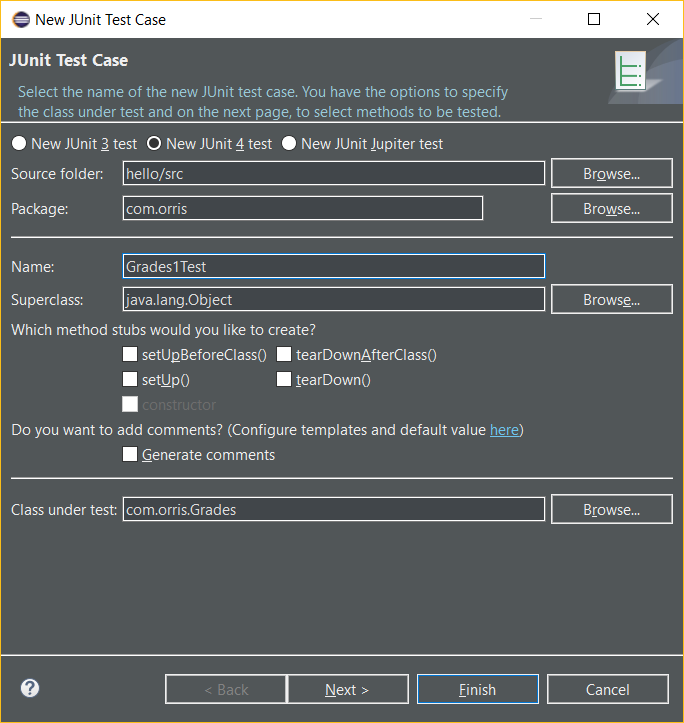 New JUnit Test Case
JUnit Test Case
Select the name of the new JUnit test case. You have the options to specify
the class under test and on the next page, to select methods to be tested.
New JUnit 3 test New JUnit 4 test New JUnit Jupiter test
Source folder: hello/src Browse...
Package: com.orris Browse...
Name: Grades1Test
Superclass: java.lang.Object Browse...
Which method stubs would you like to create?
setUpBeforeClass() tearDownAfterClass()
setUp() tearDown()
constructor
Do you want to add comments? (Configure templates and default value here)
Generate comments
Class under test: com.orris.Grades Browse...
? < Back Next > Finish Cancel